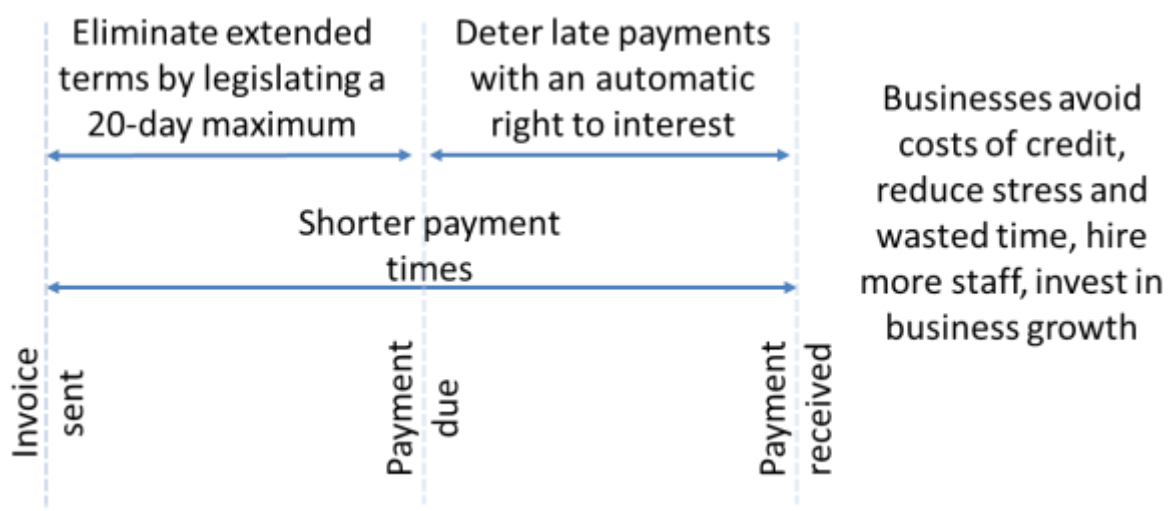 Eliminate extended
terms by legislating a
20-day maximum
Deter late payments
with an automatic
right to interest
Shorter payment
times
Businesses avoid
costs of credit,
reduce stress and
wasted time, hire
more staff, invest in
business growth
Invoice
sent
Payment
due
Payment
received